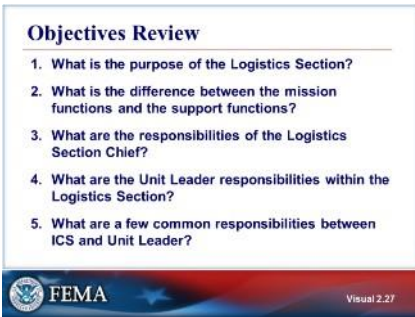 Objectives Review
1. What is the purpose of the Logistics Section?
2. What is the difference between the mission
functions and the support functions?
3. What are the responsibilities of the Logistics
Section Chief?
4. What are the Unit Leader responsibilities within the
Logistics Section?
5. What are a few common responsibilities between
ICS and Unit Leader?
FEMA
Visual 2.27